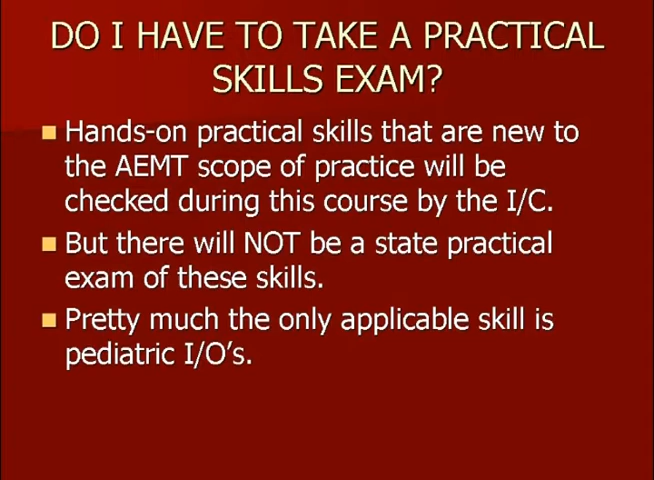 DO I HAVE TO TAKE A PRACTICAL
SKILLS EXAM?
Hands-on practical skills that are new to
the AEMT scope of practice will be
checked during this course by the I/C.
But there will NOT be a state practical
exam of these skills.
Pretty much the only applicable skill is
pediatric I/O’s.